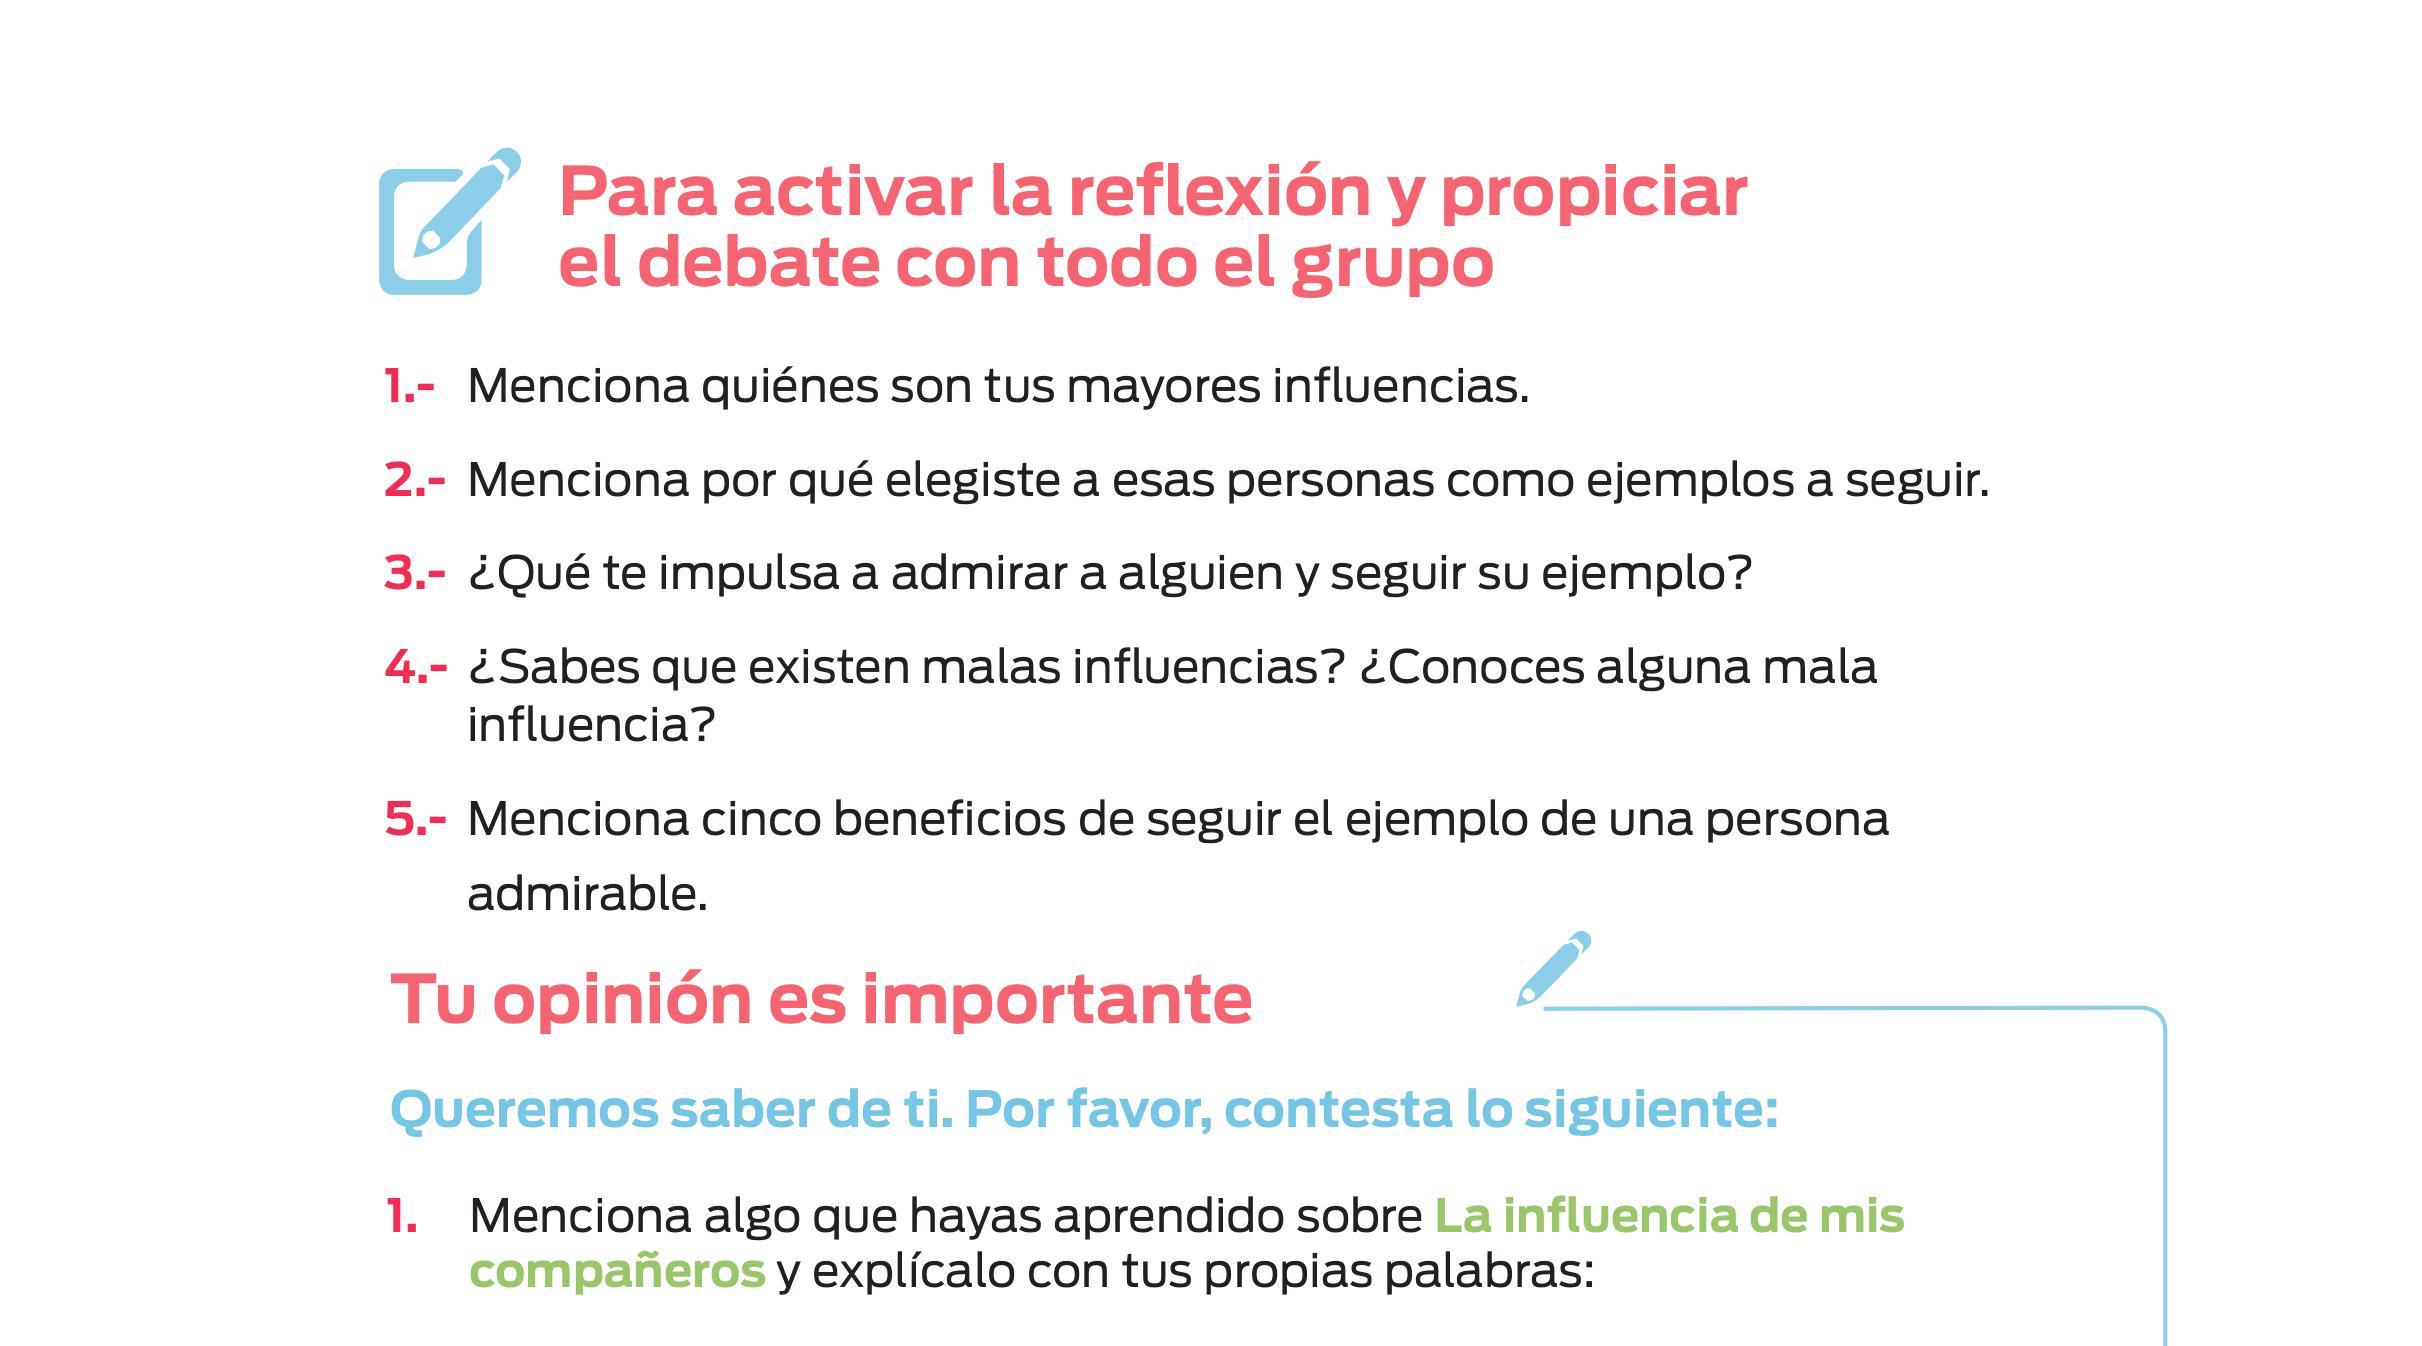 Para activar la reflexión y propiciar
el debate con todo el grupo
1.- Menciona quiénes son tus mayores influencias.
2.- Menciona por qué elegiste a esas personas como ejemplos a seguir.
3.- ¿Qué te impulsa a admirar a alguien y seguir su ejemplo?
4.- ¿Sabes que existen malas influencias? ¿Conoces alguna mala
influencia?
5.- Menciona cinco beneficios de seguir el ejemplo de una persona
admirable.
Tu opinión es importante
Queremos saber de ti. Por favor, contesta lo siguiente:
1. Menciona algo que hayas aprendido sobre La influencia de mis
compañeros y explícalo con tus propias palabras: